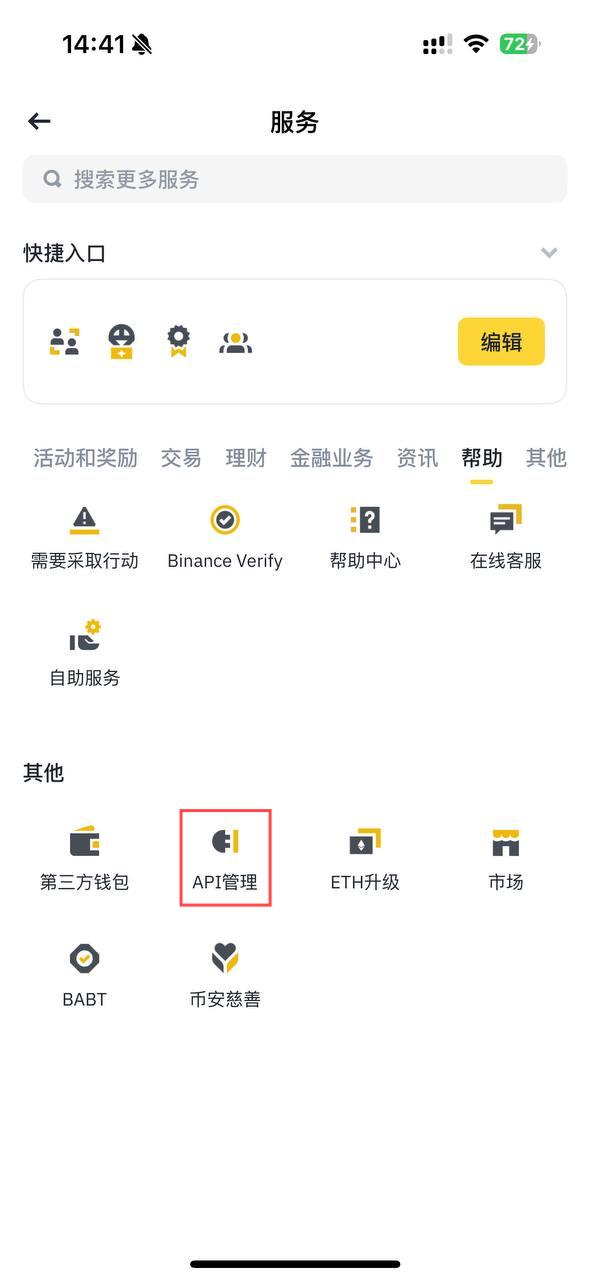 14:41
72
服务
搜索更多服务
快捷入口
编辑
活动和奖励 交易 理财 金融业务 资讯 帮助 其他
需要采取行动 Binance Verify 帮助中心 在线客服
自助服务
其他
第三方钱包 API管理 ETH升级 市场
BABT 币安慈善